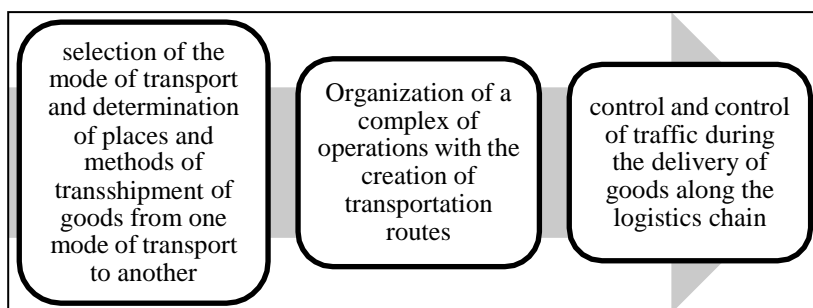 selection of the
mode of transport
and determination
of places and
methods of
transshipment of
goods from one
mode of transport
to another
Organization of a
complex of
operations with the
creation of
transportation
routes
control and control
of traffic during
the delivery of
goods along the
logistics chain